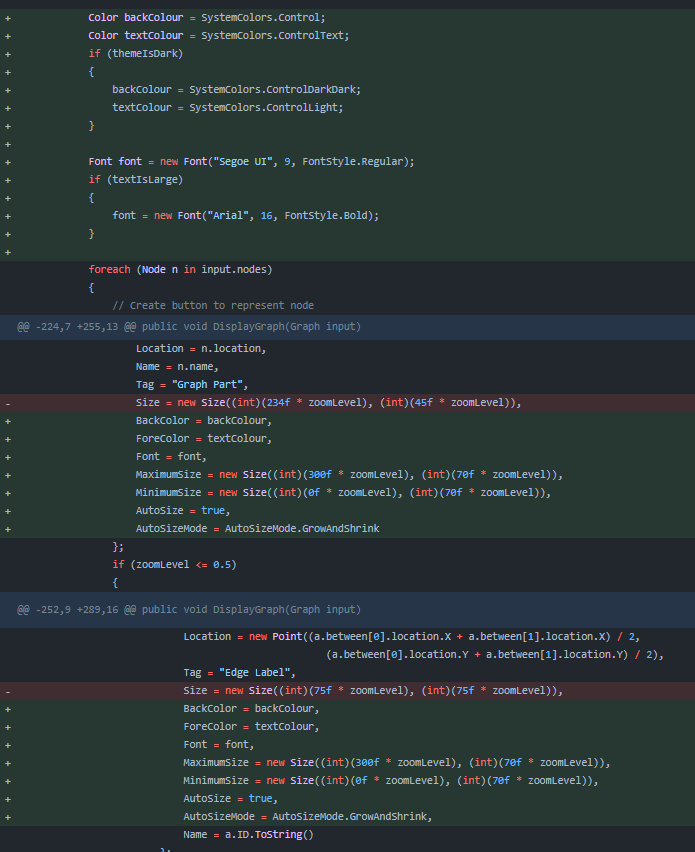 + Color backColour = SystemColors.Control;
+ Color textColour = SystemColors.ControlText;
+ if (themeIsDark)
+ {
+ backColour = SystemColors.ControlDarkDark;
+ textColour = SystemColors.ControlLight;
+ }
+
+ Font font = new Font("Segoe UI", 9, FontStyle.Regular);
+ if (textIsLarge)
+ {
+ font = new Font("Arial", 16, FontStyle.Bold);
+ }
+
foreach (Node n in input.nodes)
{
// Create button to represent node
@@ -224,7 +255,13 @@ public void DisplayGraph(Graph input)
Location = n.location,
Name = n.name,
Tag = "Graph Part",
- Size = new Size((int)(234f * zoomLevel), (int)(45f * zoomLevel)),
+ BackColor = backColour,
+ ForeColor = textColour,
+ Font = font,
+ MaximumSize = new Size((int)(300f * zoomLevel), (int)(70f * zoomLevel)),
+ MinimumSize = new Size((int)(0f * zoomLevel), (int)(70f * zoomLevel)),
+ AutoSize = true,
+ AutoSizeMode = AutoSizeMode.GrowAndShrink
};
if (zoomLevel <= 0.5)
{
@@ -252,9 +289,16 @@ public void DisplayGraph(Graph input)
Location = new Point((a.between[0].location.X + a.between[1].location.X) / 2,
(a.between[0].location.Y + a.between[1].location.Y) / 2),
Tag = "Edge Label",
- Size = new Size((int)(75f * zoomLevel), (int)(75f * zoomLevel)),
+ BackColor = backColour,
+ ForeColor = textColour,
+ Font = font,
+ MaximumSize = new Size((int)(300f * zoomLevel), (int)(70f * zoomLevel)),
+ MinimumSize = new Size((int)(0f * zoomLevel), (int)(70f * zoomLevel)),
+ AutoSize = true,
+ AutoSizeMode = AutoSizeMode.GrowAndShrink,
Name = a.ID.ToString()